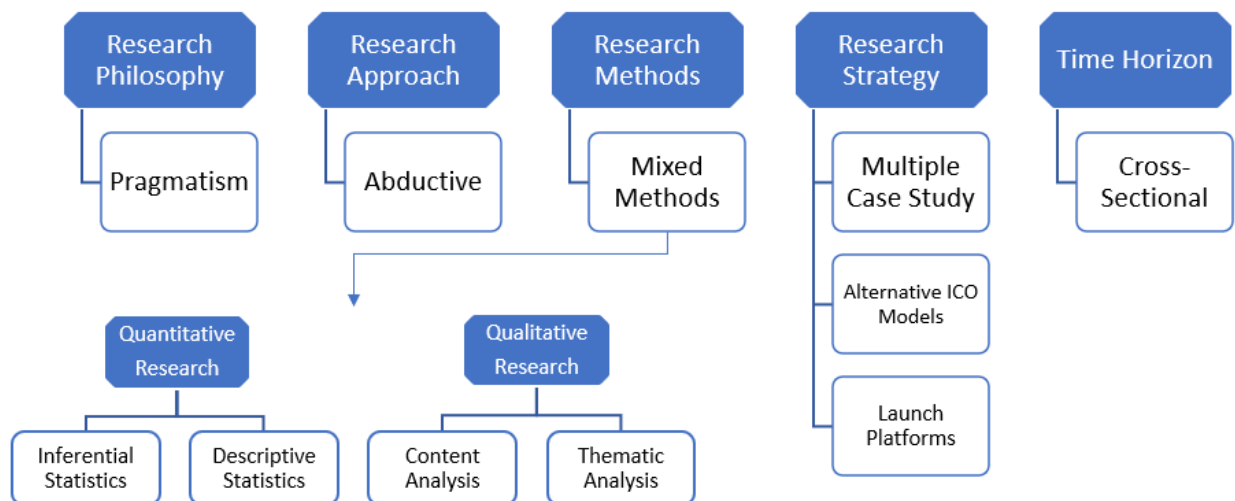 Research
Philosophy
Research
Approach
Research
Methods
Research
Strategy
Time Horizon
Pragmatism
Abductive
Mixed
Methods
Multiple
Case Study
Cross-
Sectional
Alternative ICO
Models
Launch
Platforms
Quantitative
Research
Qualitative
Research
Inferential
Statistics
Descriptive
Statistics
Content
Analysis
Thematic
Analysis